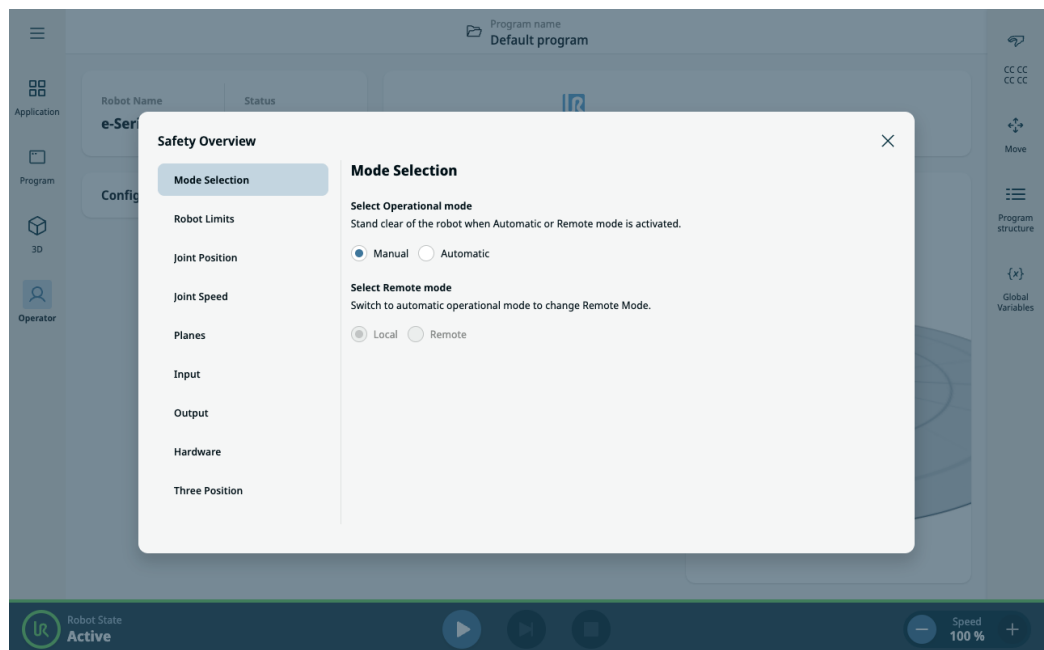 Program name
Default program
Application
Program
3D
Operator
Robot Name
Status
e-Seri
Config
Safety Overview
Mode Selection
Robot Limits
Joint Position
Joint Speed
Planes
Input
Output
Hardware
Three Position
Mode Selection
Select Operational mode
Stand clear of the robot when Automatic or Remote mode is activated.
Manual Automatic
Select Remote mode
Switch to automatic operational mode to change Remote Mode.
Local Remote
CC CC
CC CC
Move
Program
structure
{x}
Global
Variables
Robot State
Active
Speed
100 %